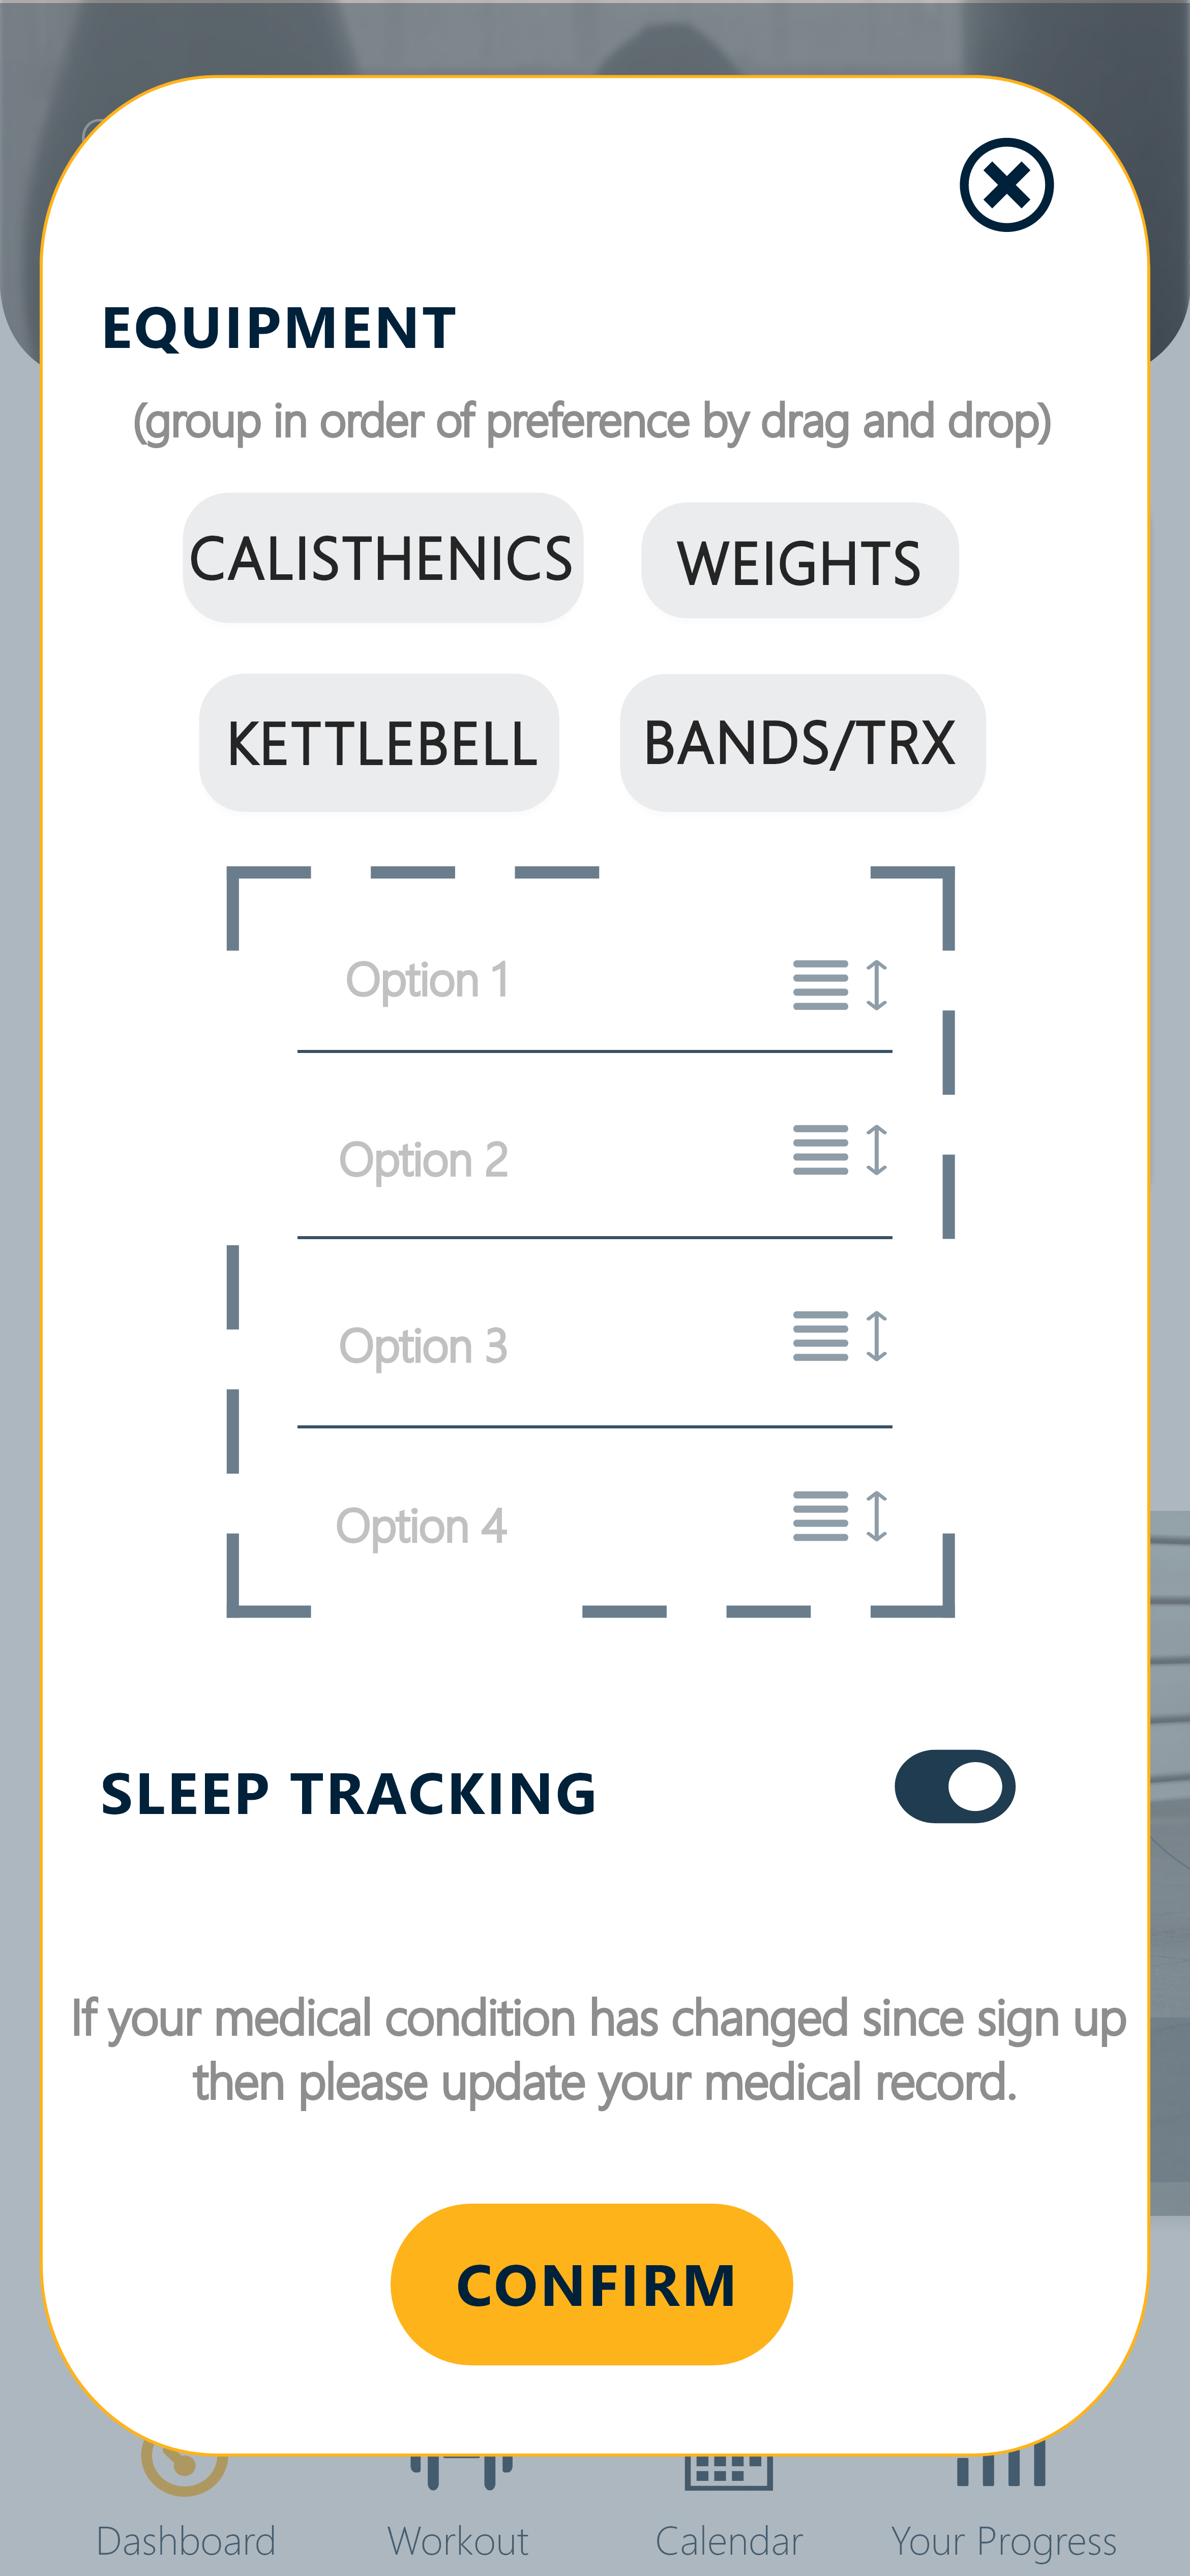 EQUIPMENT
(group in order of preference by drag and drop)
CALISTHENICS WEIGHTS
KETTLEBELL BANDS/TRX
Option 1
Option 2
Option 3
Option 4
SLEEP TRACKING
If your medical condition has changed since sign up
then please update your medical record.
CONFIRM
Dashboard Workout Calendar Your Progress